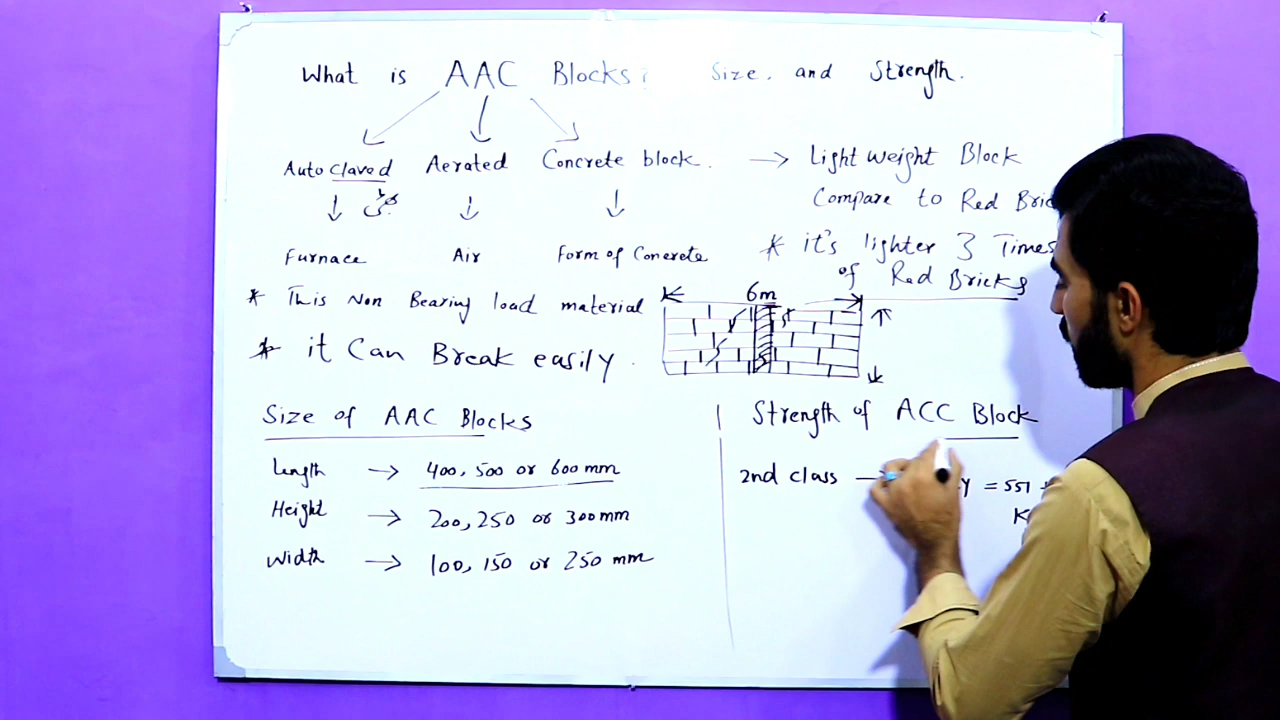 What is AAC Blocks? Size, and Strength.
Auto Claved Aerated Concrete block. → Light weight Block
Compare to Red Bric
↓ ↓ ↓
Furnace Air Form of Concrete
* it's lighter 3 Times
of Red Bricks
* This Non Bearing load material
6m
* it Can Break easily.
Size of AAC Blocks
Length → 400, 500 or 600 mm
Height → 200, 250 or 300 mm
Width → 100, 150 or 250 mm
Strength of ACC Block
2nd class → y = 551
K